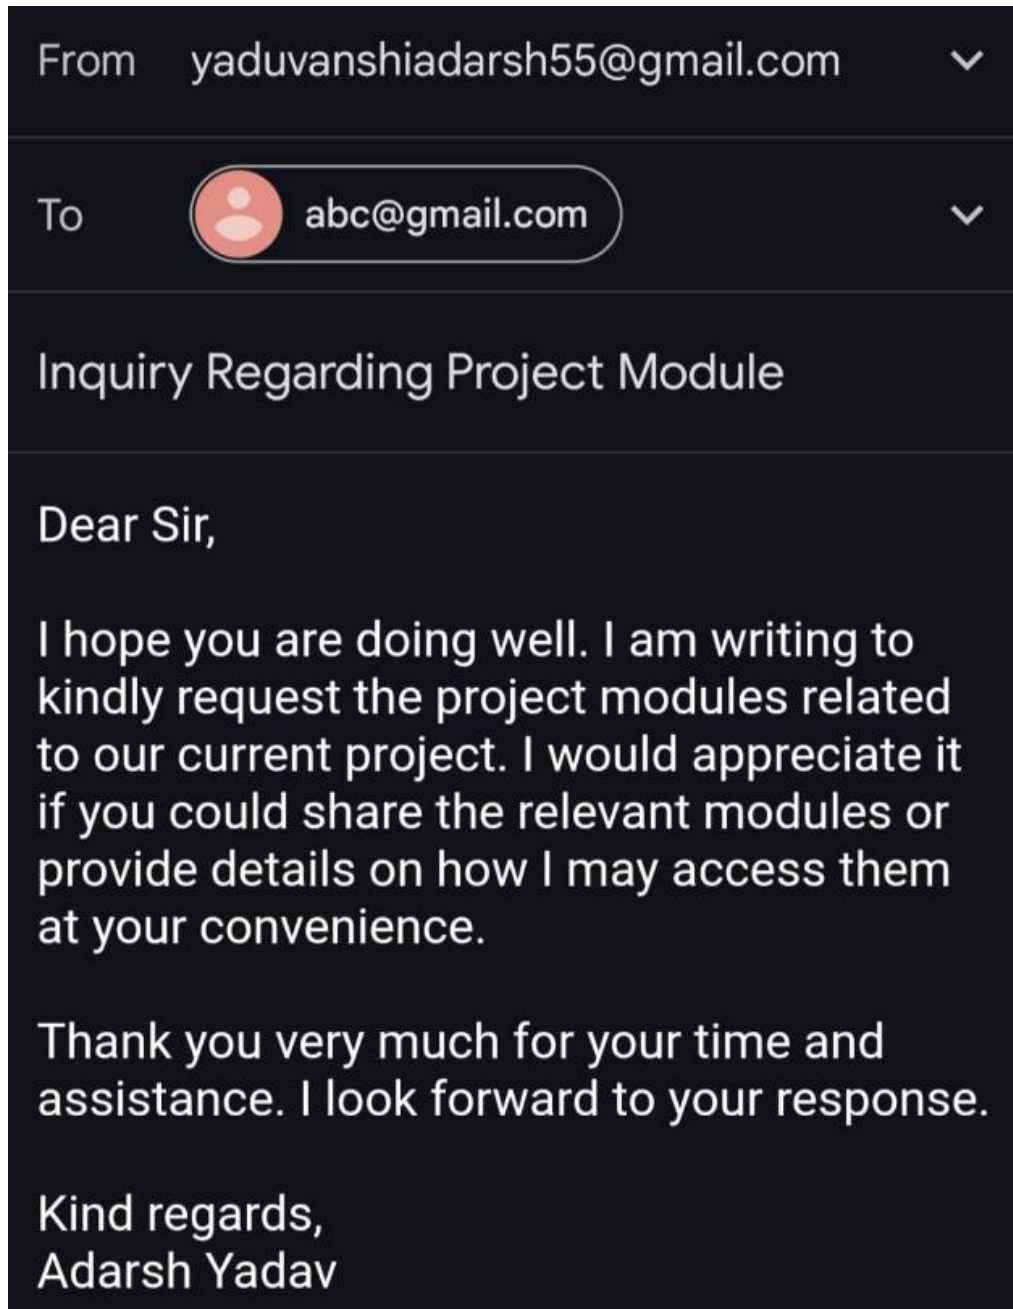 From yaduvanshiadarsh55@gmail.com
To abc@gmail.com
Inquiry Regarding Project Module
Dear Sir,
I hope you are doing well. I am writing to
kindly request the project modules related
to our current project. I would appreciate it
if you could share the relevant modules or
provide details on how I may access them
at your convenience.
Thank you very much for your time and
assistance. I look forward to your response.
Kind regards,
Adarsh Yadav